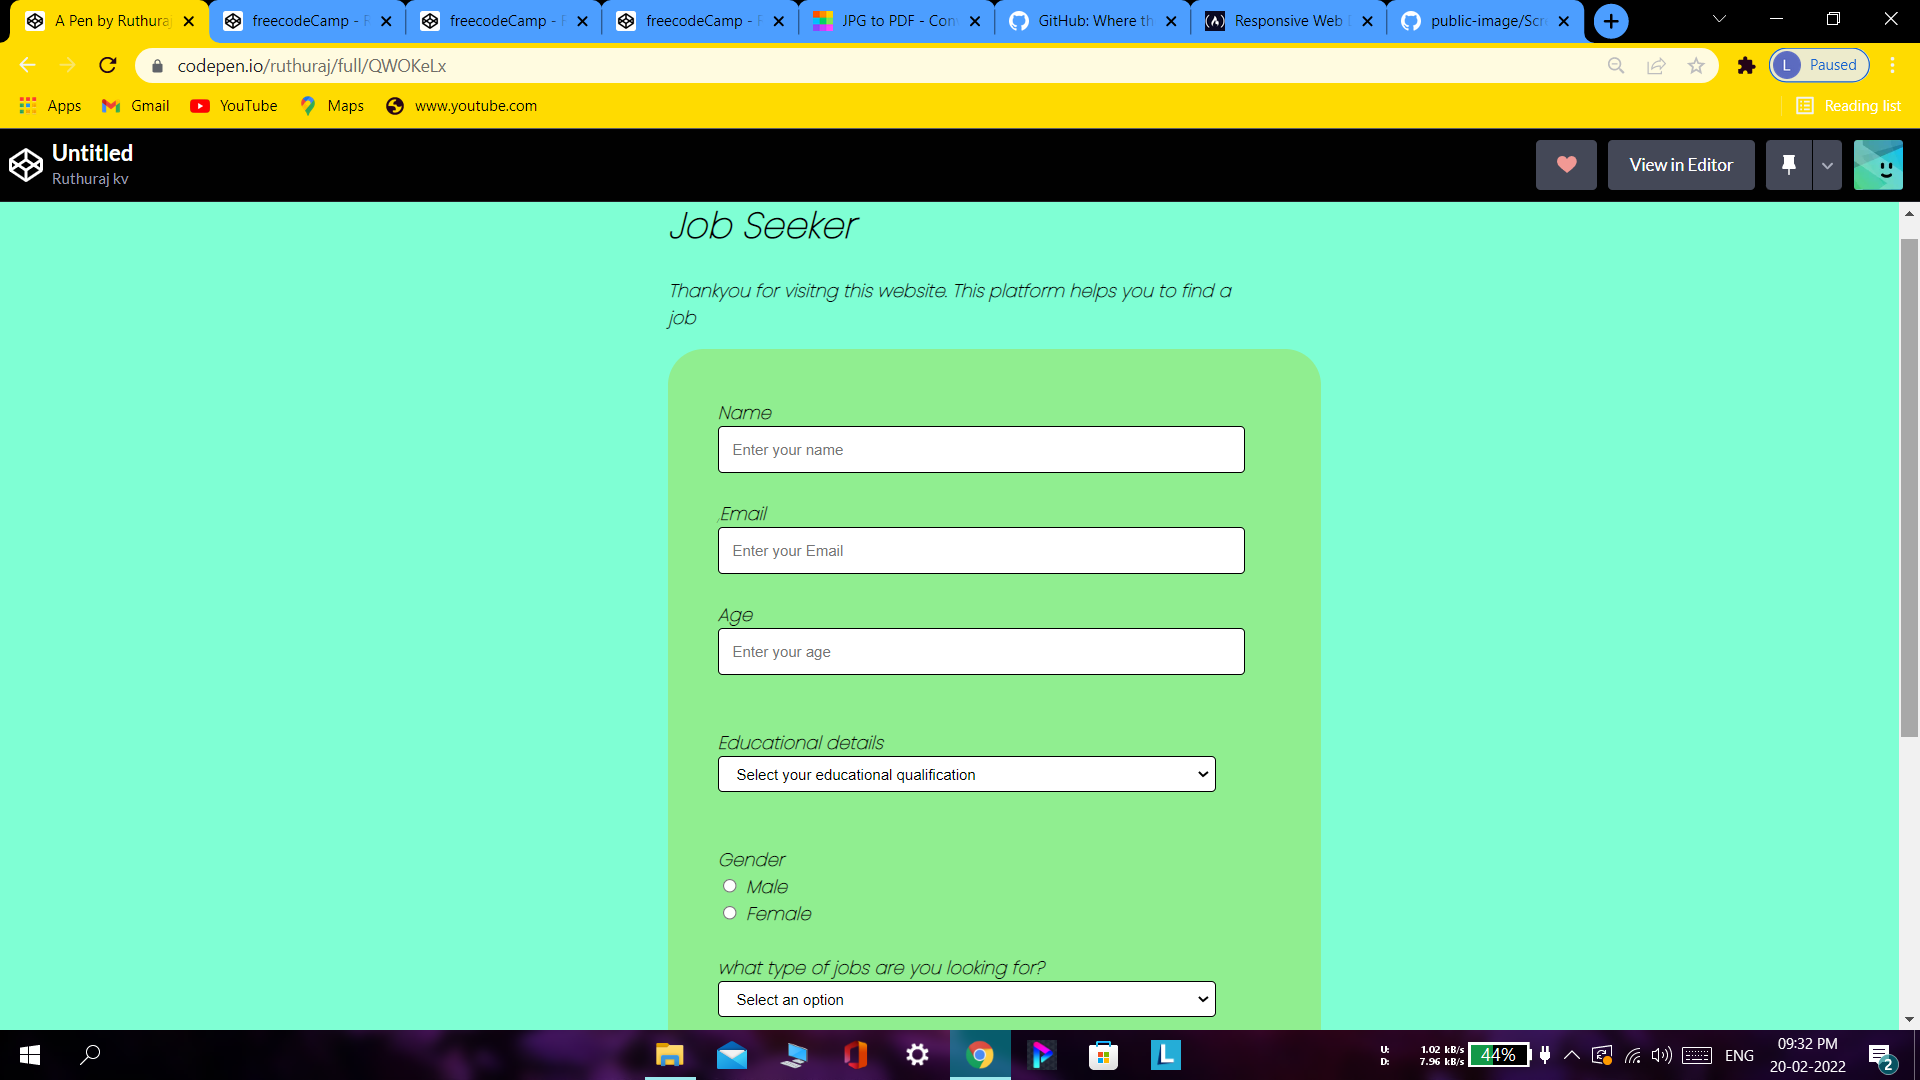 A Pen by Ruthuraj
freecodeCamp - R
freecodeCamp - F
freecodeCamp - F
JPG to PDF - Conv
GitHub: Where th
Responsive Web D
public-image/Scre
codepen.io/ruthuraj/full/QWOKeLx
L Paused
Apps
Gmail
YouTube
Maps
www.youtube.com
Reading list
Untitled
Ruthuraj kv
View in Editor
Job Seeker
Thankyou for visitng this website. This platform helps you to find a
job
Name
Enter your name
Email
Enter your Email
Age
Enter your age
Educational details
Select your educational qualification
Gender
Male
Female
what type of jobs are you looking for?
Select an option
U: 1.02 kB/s
D: 7.96 kB/s
44%
ENG
09:32 PM
20-02-2022
2